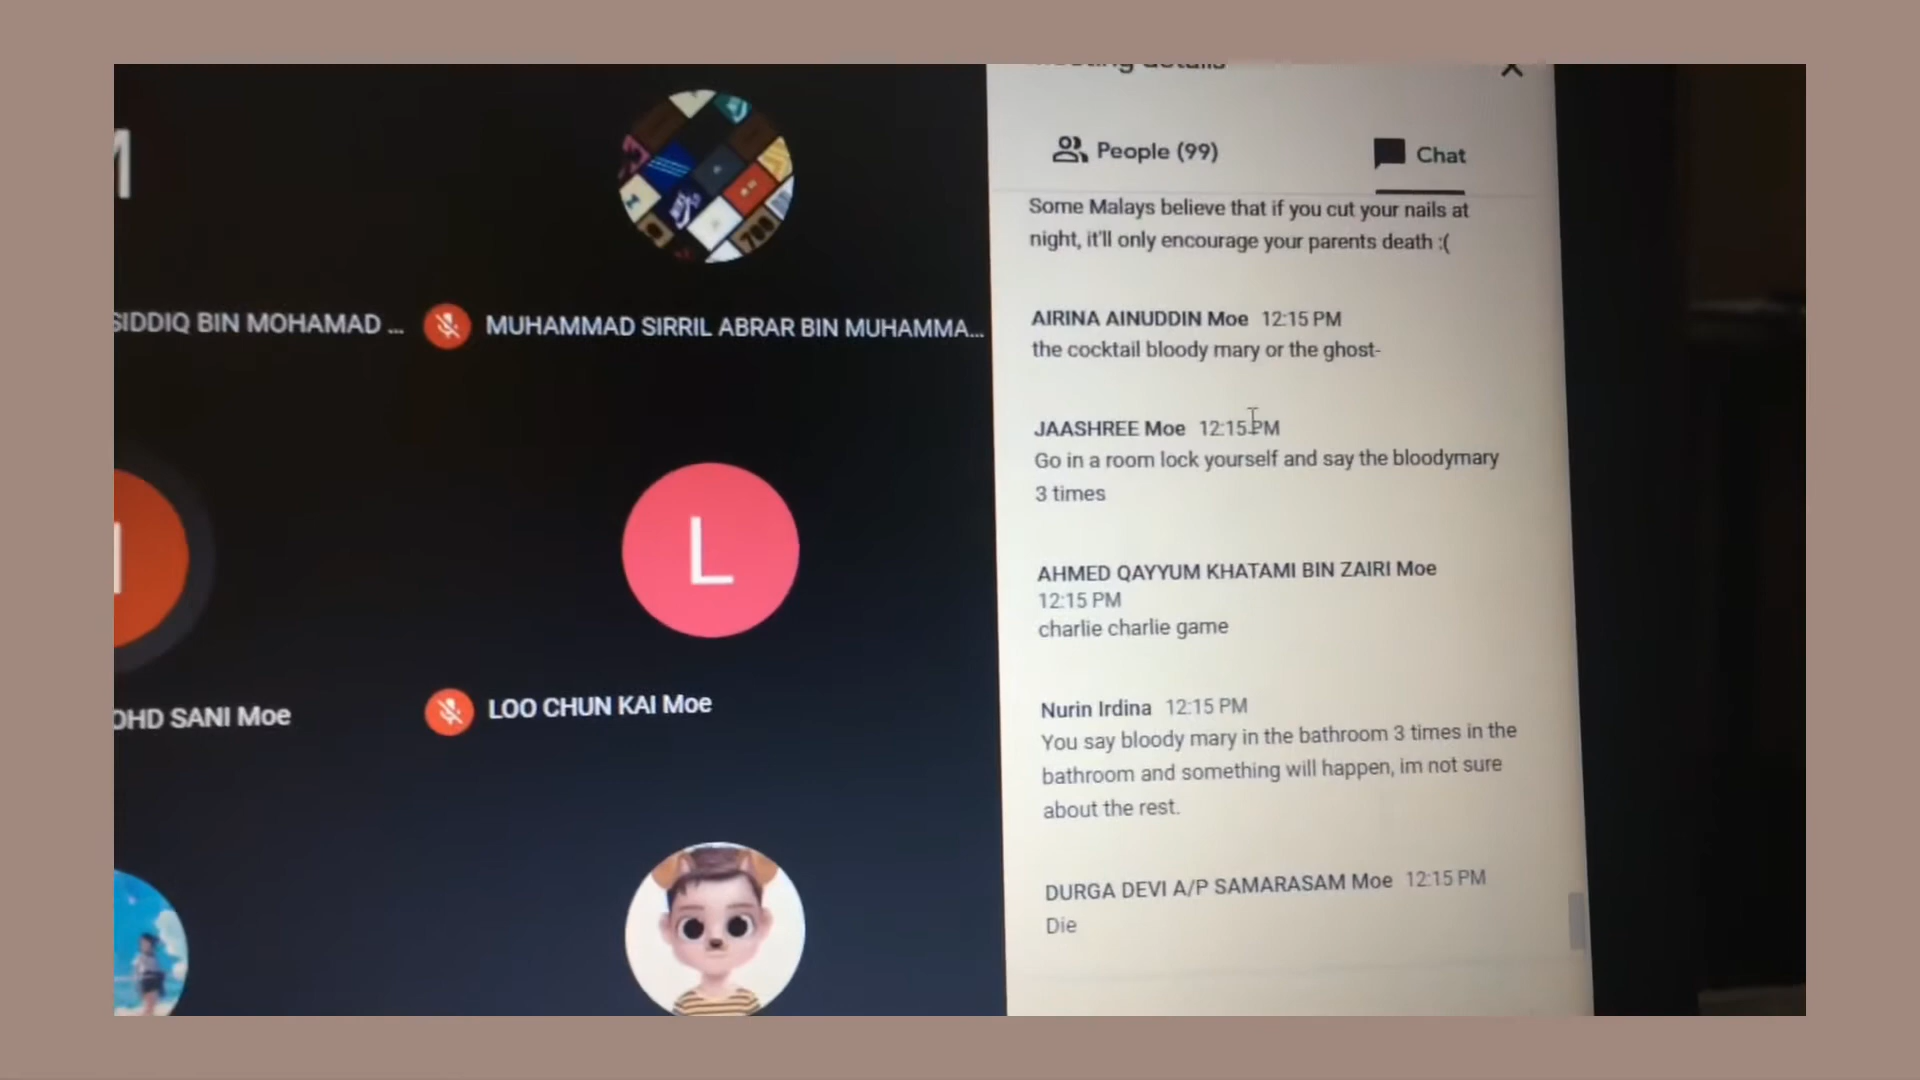 People (99)
Chat
Some Malays believe that if you cut your nails at
night, it'll only encourage your parents death :(
AIRINA AINUDDIN Moe 12:15 PM
the cocktail bloody mary or the ghost-
JAASHREE Moe 12:15 PM
Go in a room lock yourself and say the bloodymary
3 times
AHMED QAYYUM KHATAMI BIN ZAIRI Moe
12:15 PM
charlie charlie game
Nurin Irdina 12:15 PM
You say bloody mary in the bathroom 3 times in the
bathroom and something will happen, im not sure
about the rest.
DURGA DEVI A/P SAMARASAM Moe 12:15 PM
Die
SIDDIQ BIN MOHAMAD ...
MUHAMMAD SIRRIL ABRAR BIN MUHAMMA...
L
OHD SANI Moe
LOO CHUN KAI Moe